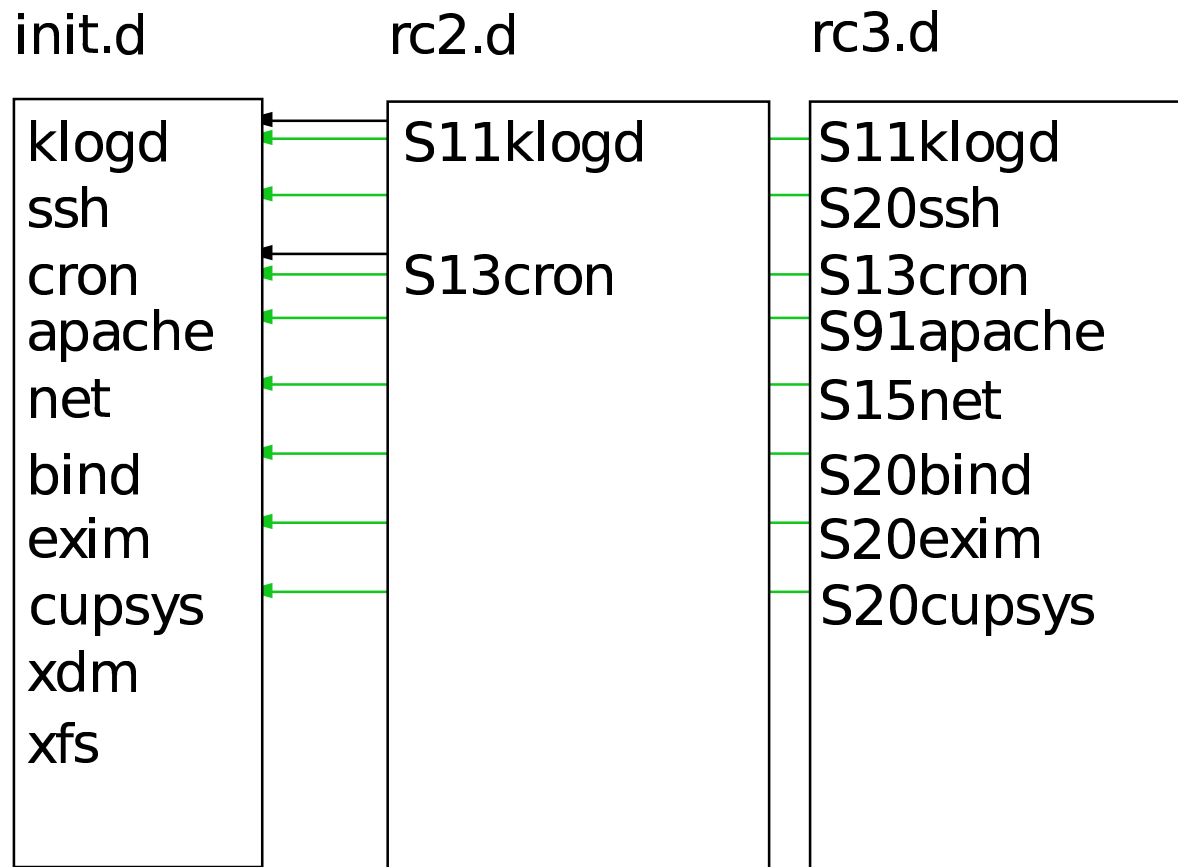 init.d
klogd
ssh
cron
apache
net
bind
exim
cupsys
xdm
xfs
rc2.d
S11klogd
S13cron
rc3.d
S11klogd
S20ssh
S13cron
S91apache
S15net
S20bind
S20exim
S20cupsys